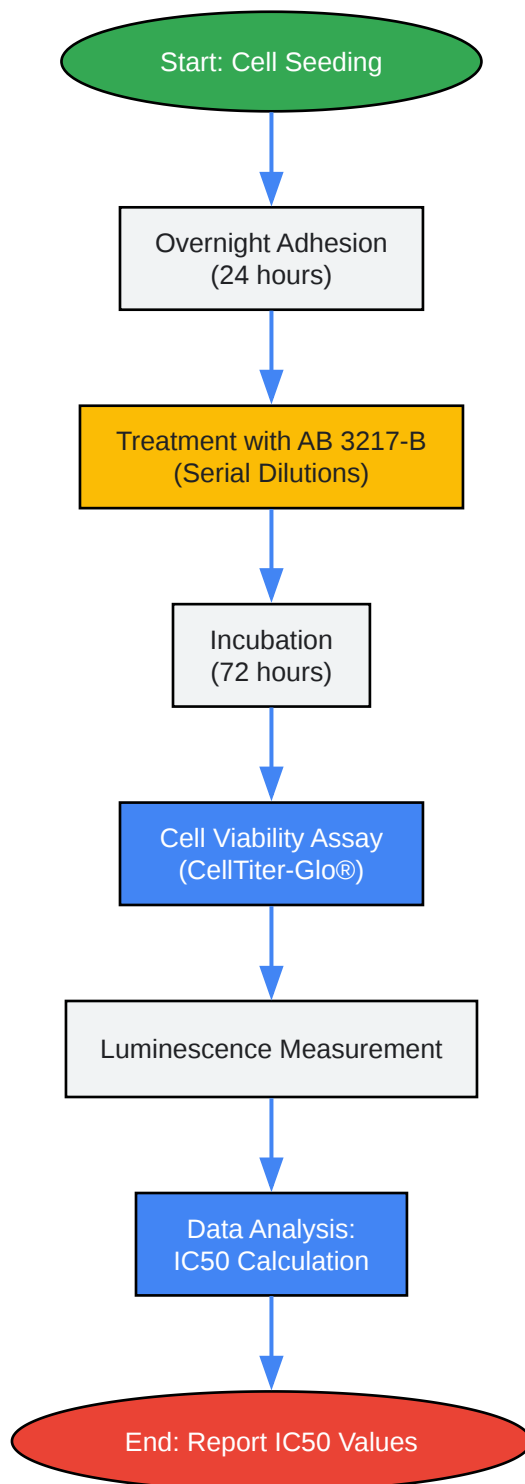 Start: Cell Seeding
Overnight Adhesion
(24 hours)
Treatment with AB 3217-B
(Serial Dilutions)
Incubation
(72 hours)
Cell Viability Assay
(CellTiter-Glo®)
Luminescence Measurement
Data Analysis:
IC50 Calculation
End: Report IC50 Values